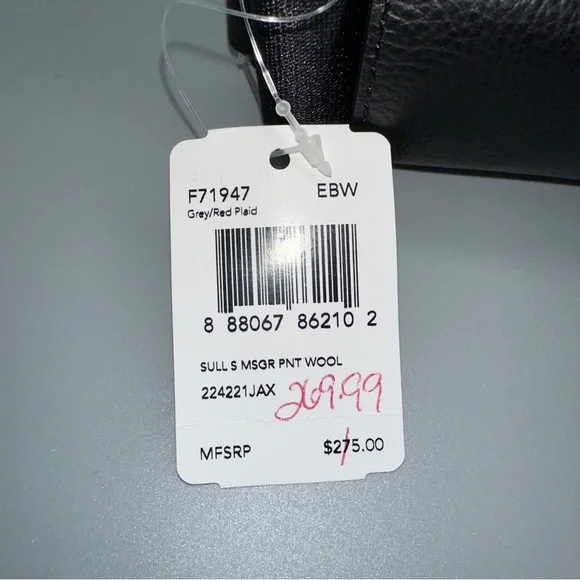 F71947 EBW
Grey/Red Plaid
8 88067 86210 2
SULL S MSGR PNT WOOL
224221JAX 269.99
MFSRP $275.00